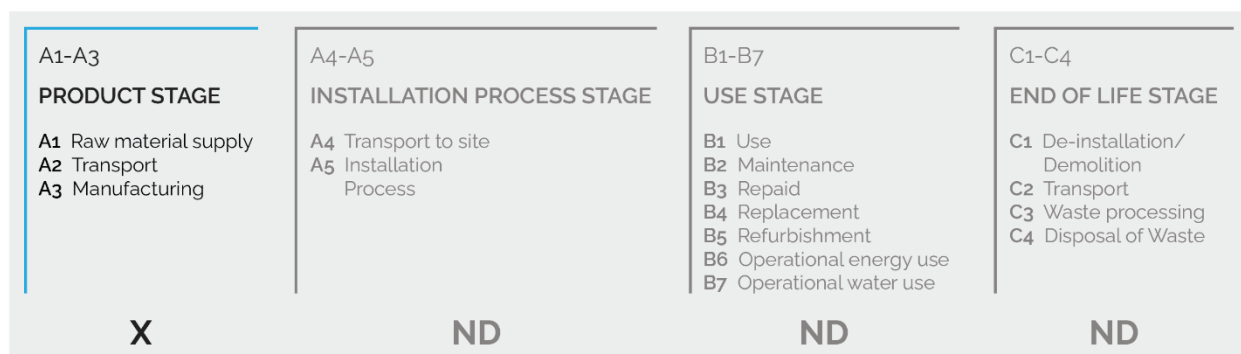 A1-A3
PRODUCT STAGE
A1 Raw material supply
A2 Transport
A3 Manufacturing
X
A4-A5
INSTALLATION PROCESS STAGE
A4 Transport to site
A5 Installation
Process
ND
B1-B7
USE STAGE
B1 Use
B2 Maintenance
B3 Repaid
B4 Replacement
B5 Refurbishment
B6 Operational energy use
B7 Operational water use
ND
C1-C4
END OF LIFE STAGE
C1 De-installation/
Demolition
C2 Transport
C3 Waste processing
C4 Disposal of Waste
ND